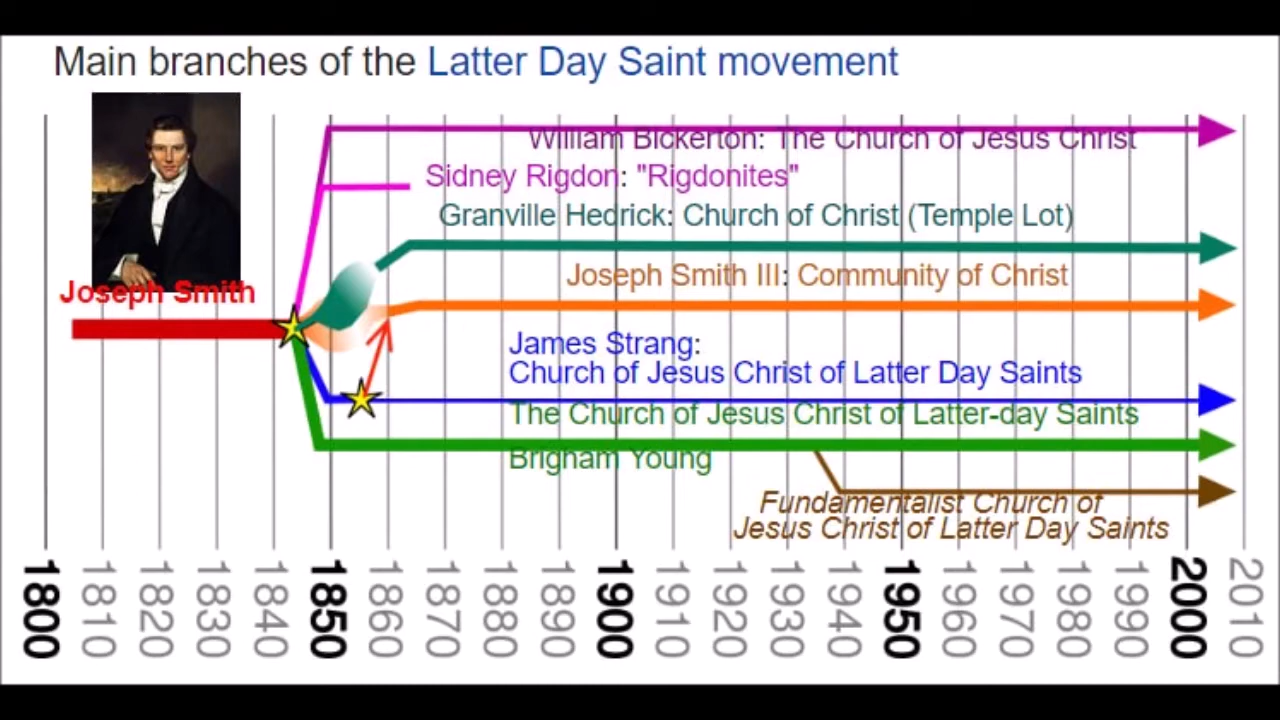 Main branches of the Latter Day Saint movement
William Bickerton: The Church of Jesus Christ
Sidney Rigdon: "Rigdonites"
Granville Hedrick: Church of Christ (Temple Lot)
Joseph Smith III: Community of Christ
Joseph Smith
James Strang:
Church of Jesus Christ of Latter Day Saints
The Church of Jesus Christ of Latter-day Saints
Brigham Young
Fundamentalist Church of
Jesus Christ of Latter Day Saints
1800
1810
1820
1830
1840
1850
1860
1870
1880
1890
1900
1910
1920
1930
1940
1950
1960
1970
1980
1990
2000
2010